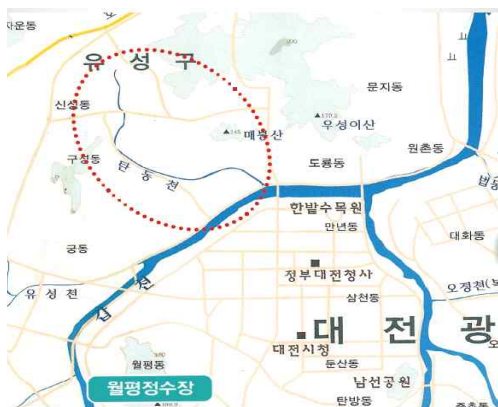 자운동
유 성 구
문지동
신성동
매봉산
우성이산
구성동
탄 동 천
도룡동
원촌동
한밭수목원
만년동
대화동
궁동
정부대전청사
유 성 천
갑 천
삼천동
대 전 광
대전시청
월평동
둔산동
월평정수장
남선공원
탄방동